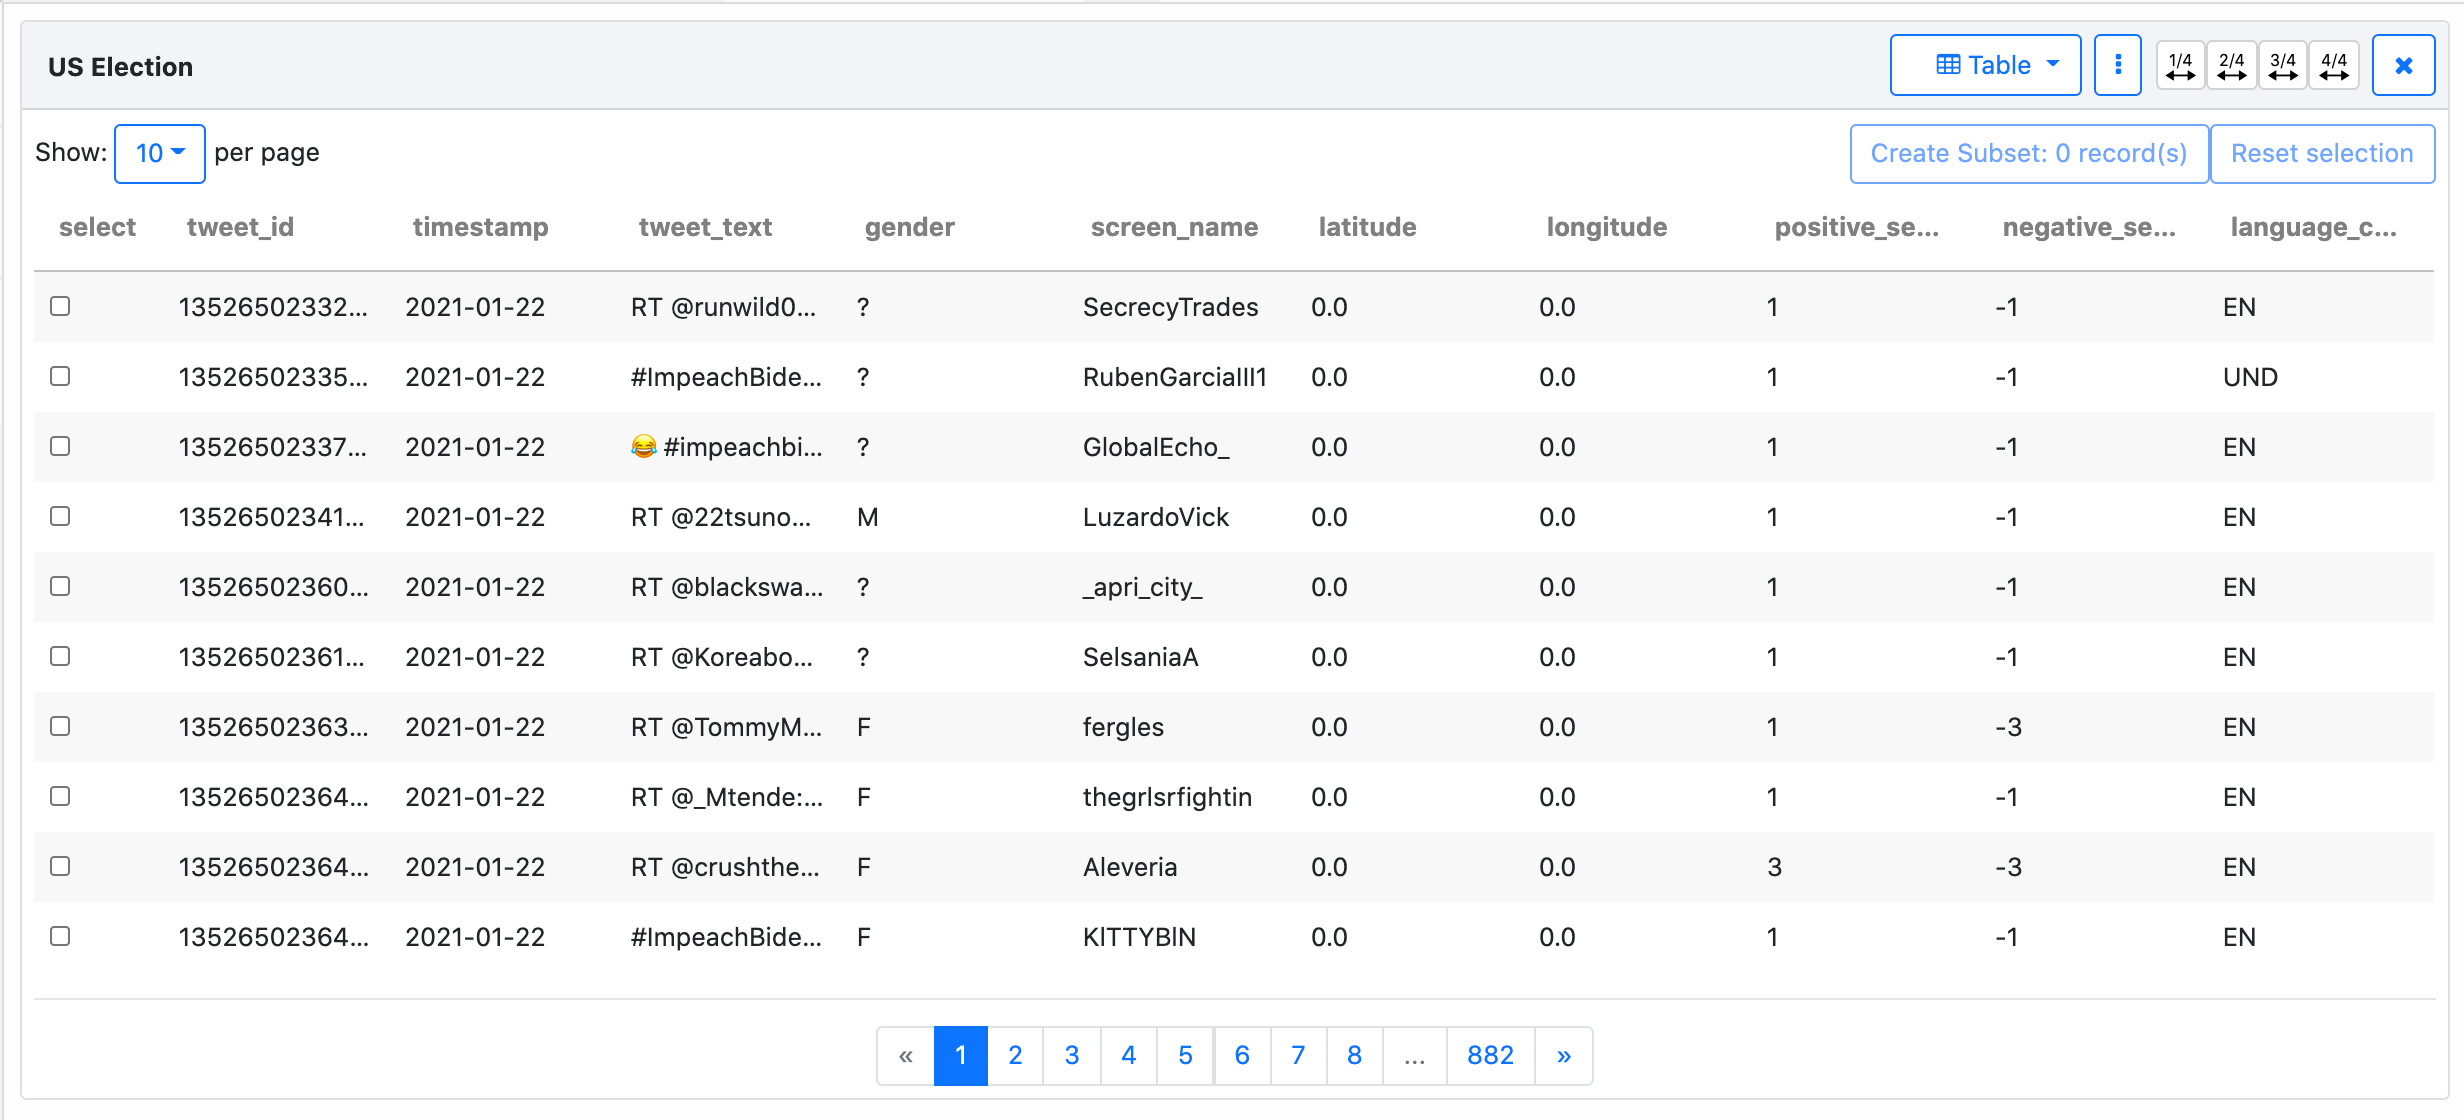 US Election
Table
1/4 2/4 3/4 4/4
Show: 10 per page
Create Subset: 0 record(s) Reset selection
select tweet_id timestamp tweet_text gender screen_name latitude longitude positive_se... negative_se... language_c...
13526502332... 2021-01-22 RT @runwild0... ? SecrecyTrades 0.0 0.0 1 -1 EN
13526502335... 2021-01-22 #ImpeachBide... ? RubenGarciaIII1 0.0 0.0 1 -1 UND
13526502337... 2021-01-22 😂 #impeachbi... ? GlobalEcho_ 0.0 0.0 1 -1 EN
13526502341... 2021-01-22 RT @22tsuno... M LuzardoVick 0.0 0.0 1 -1 EN
13526502360... 2021-01-22 RT @blackswa... ? _apri_city_ 0.0 0.0 1 -1 EN
13526502361... 2021-01-22 RT @Koreabo... ? SelsaniaA 0.0 0.0 1 -1 EN
13526502363... 2021-01-22 RT @TommyM... F fergles 0.0 0.0 1 -3 EN
13526502364... 2021-01-22 RT @_Mtende:... F thegrlsrfightin 0.0 0.0 1 -1 EN
13526502364... 2021-01-22 RT @crushthe... F Aleveria 0.0 0.0 3 -3 EN
13526502364... 2021-01-22 #ImpeachBide... F KlTTYBlN 0.0 0.0 1 -1 EN
« 1 2 3 4 5 6 7 8 ... 882 »